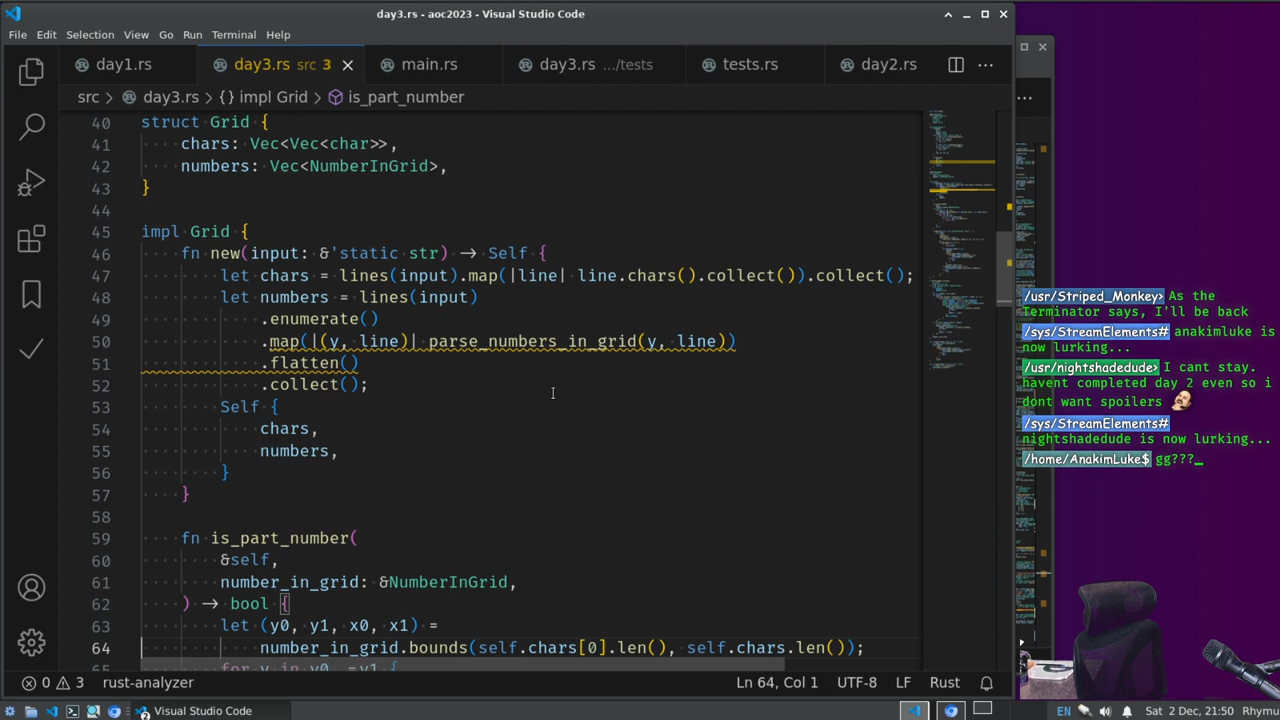 day3.rs - aoc2023 - Visual Studio Code
File Edit Selection View Go Run Terminal Help
day1.rs day3.rs src 3 main.rs day3.rs .../tests tests.rs day2.rs
src > day3.rs > {} impl Grid > is_part_number
40 struct Grid {
41 chars: Vec<Vec<char>>,
42 numbers: Vec<NumberInGrid>,
43 }
44
45 impl Grid {
46 fn new(input: &'static str) -> Self {
47 let chars = lines(input).map(|line| line.chars().collect()).collect();
48 let numbers = lines(input)
49 .enumerate()
50 .map(|(y, line)| parse_numbers_in_grid(y, line))
51 .flatten()
52 .collect();
53 Self {
54 chars,
55 numbers,
56 }
57 }
58
59 fn is_part_number(
60 &self,
61 number_in_grid: &NumberInGrid,
62 ) -> bool {
63 let (y0, y1, x0, x1) =
64 number_in_grid.bounds(self.chars[0].len(), self.chars.len());
65 for y in y0..=y1 {
0 3 rust-analyzer Ln 64, Col 1 UTF-8 LF Rust
/usr/Striped_Monkey> As the
Terminator says, I'll be back
/sys/StreamElements# anakimluke is
now lurking...
/usr/nightshadedude> I cant stay.
havent completed day 2 even so i
dont want spoilers
/sys/StreamElements#
nightshadedude is now lurking...
/home/AnakimLuke$ gg???_
2 Visual Studio Code EN Sat 2 Dec, 21:50 Rhymu